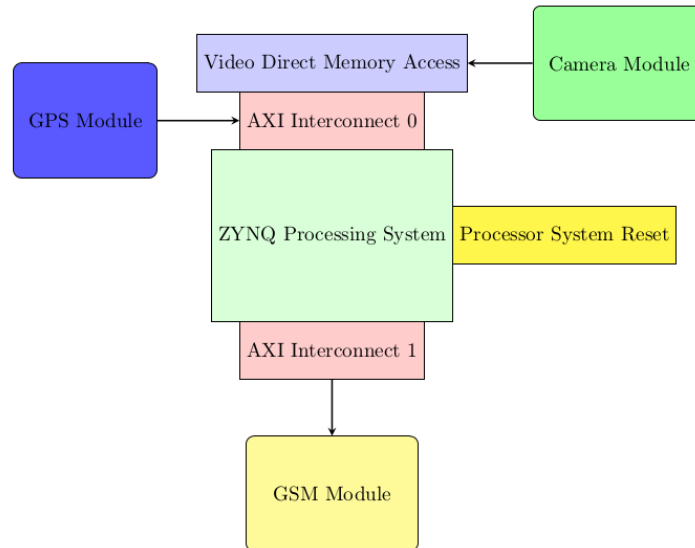 Video Direct Memory Access
Camera Module
GPS Module
AXI Interconnect 0
ZYNQ Processing System
Processor System Reset
AXI Interconnect 1
GSM Module